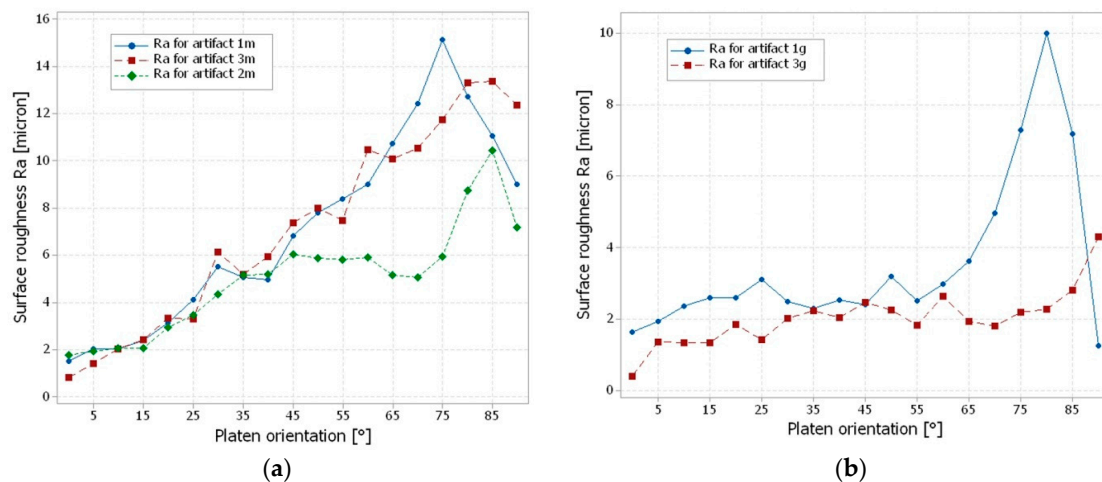 16
14
12
10
8
6
4
2
0
Surface roughness Ra [micron]
Ra for artifact 1m
Ra for artifact 3m
Ra for artifact 2m
5 15 25 35 45 55 65 75 85
Platen orientation [°]
(a)
10
8
6
4
2
0
Surface roughness Ra [micron]
Ra for artifact 1g
Ra for artifact 3g
5 15 25 35 45 55 65 75 85
Platen orientation [°]
(b)